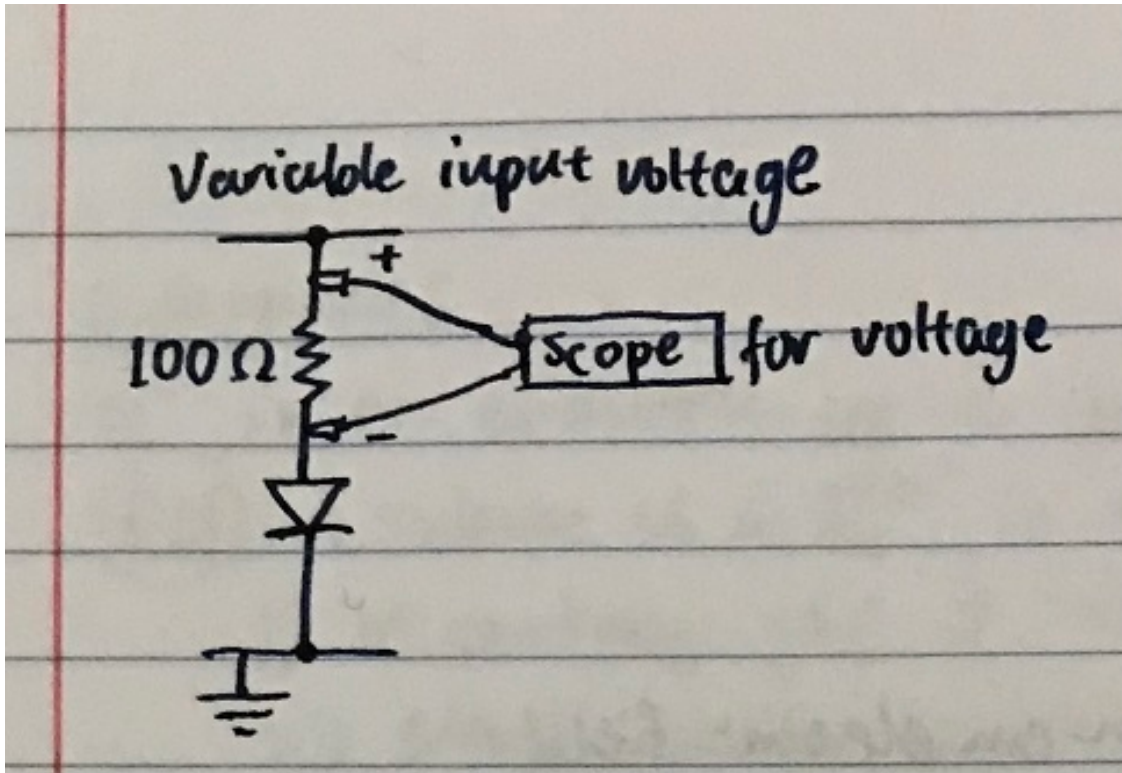 Variable input voltage
+
100Ω
scope for voltage
-